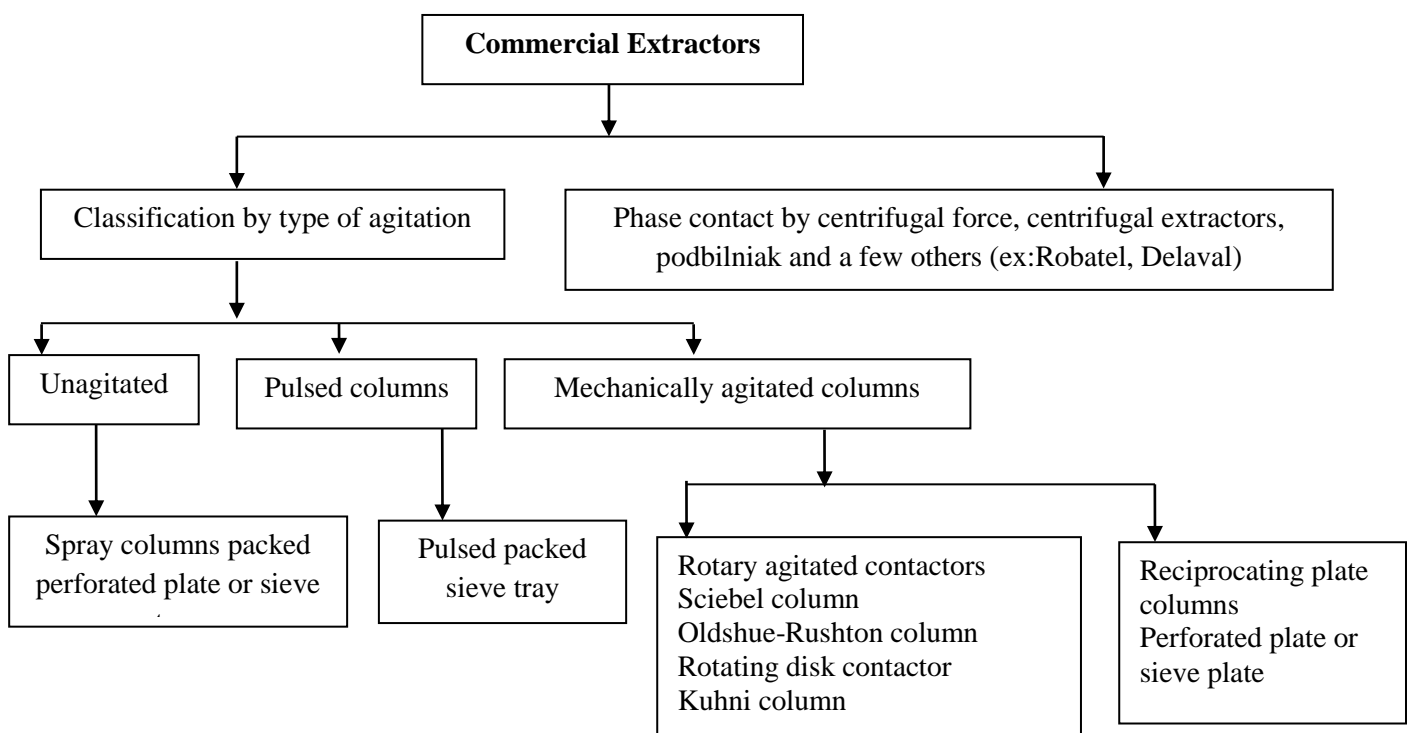 Commercial Extractors
Classification by type of agitation
Phase contact by centrifugal force, centrifugal extractors,
podbilniak and a few others (ex:Robatel, Delaval)
Unagitated
Pulsed columns
Mechanically agitated columns
Spray columns packed
perforated plate or sieve
Pulsed packed
sieve tray
Rotary agitated contactors
Sciebel column
Oldshue-Rushton column
Rotating disk contactor
Kuhni column
Reciprocating plate
columns
Perforated plate or
sieve plate